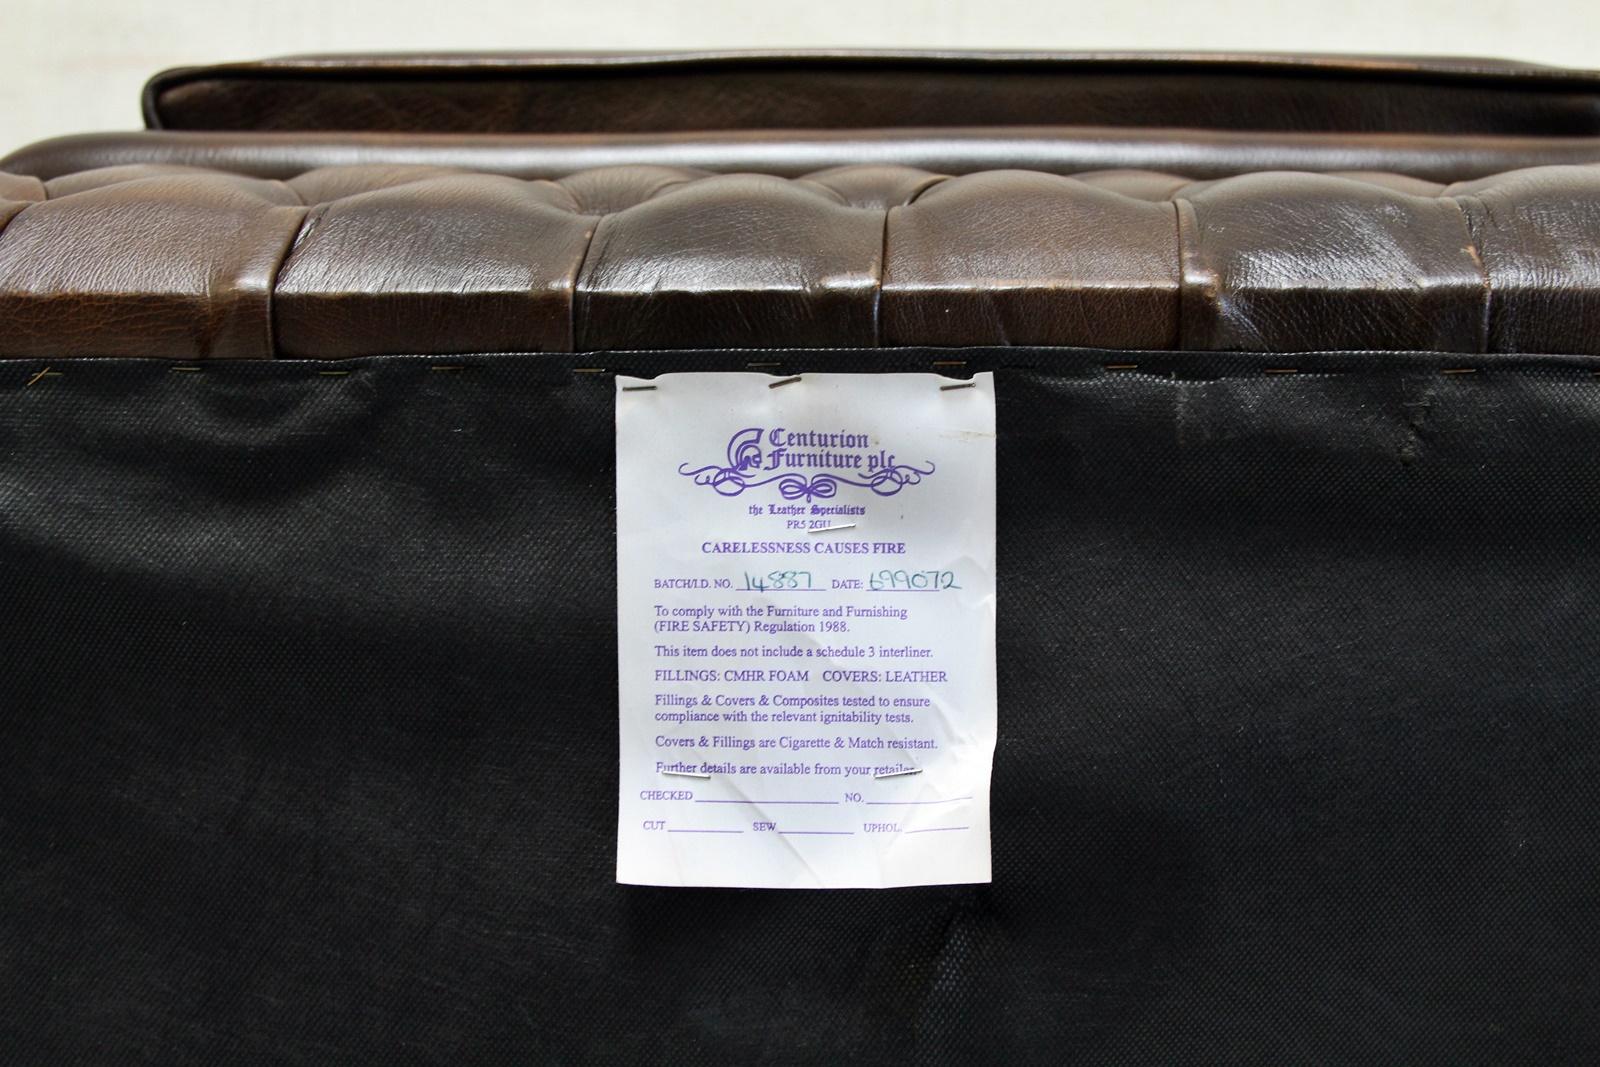 Centurion
Furniture plc
the Leather Specialists
PR5 2GU
CARELESSNESS CAUSES FIRE
BATCH/I.D. NO. 14887 DATE: 699072
To comply with the Furniture and Furnishing
(FIRE SAFETY) Regulation 1988.
This item does not include a schedule 3 interliner.
FILLINGS: CMHR FOAM COVERS: LEATHER
Fillings & Covers & Composites tested to ensure
compliance with the relevant ignitability tests.
Covers & Fillings are Cigarette & Match resistant.
Further details are available from your retailer.
CHECKED NO.
CUT SEW UPHOL.